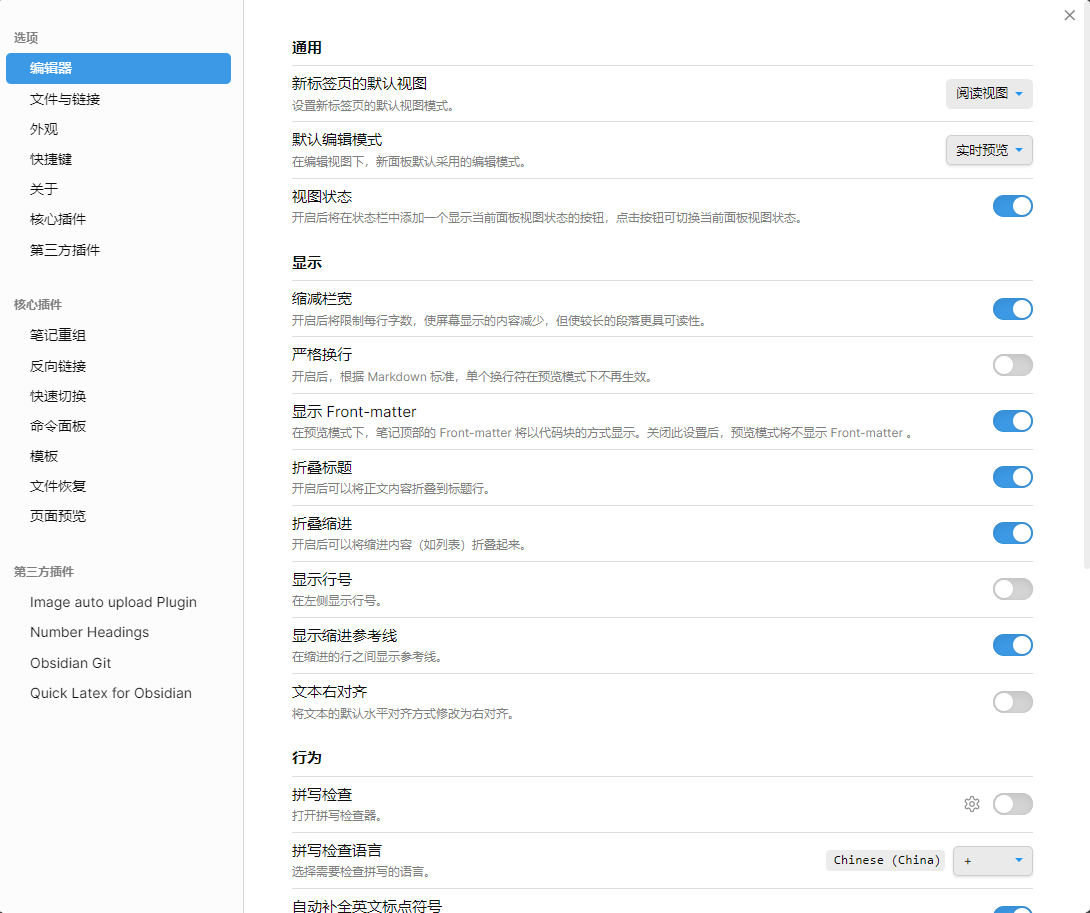 选项
编辑器
文件与链接
外观
快捷键
关于
核心插件
第三方插件
核心插件
笔记重组
反向链接
快速切换
命令面板
模板
文件恢复
页面预览
第三方插件
Image auto upload Plugin
Number Headings
Obsidian Git
Quick Latex for Obsidian
通用
新标签页的默认视图
设置新标签页的默认视图模式。
阅读视图
默认编辑模式
在编辑视图下，新面板默认采用的编辑模式。
实时预览
视图状态
开启后将在状态栏中添加一个显示当前面板视图状态的按钮，点击按钮可切换当前面板视图状态。
显示
缩减栏宽
开启后将限制每行字数，使屏幕显示的内容减少，但使较长的段落更具可读性。
严格换行
开启后，根据 Markdown 标准，单个换行符在预览模式下不再生效。
显示 Front-matter
在预览模式下，笔记顶部的 Front-matter 将以代码块的方式显示。关闭此设置后，预览模式将不显示 Front-matter 。
折叠标题
开启后可以将正文内容折叠到标题行。
折叠缩进
开启后可以将缩进内容（如列表）折叠起来。
显示行号
在左侧显示行号。
显示缩进参考线
在缩进的行之间显示参考线。
文本右对齐
将文本的默认水平对齐方式修改为右对齐。
行为
拼写检查
打开拼写检查器。
拼写检查语言
选择需要检查拼写的语言。
Chinese (China)
+
自动补全英文标点符号